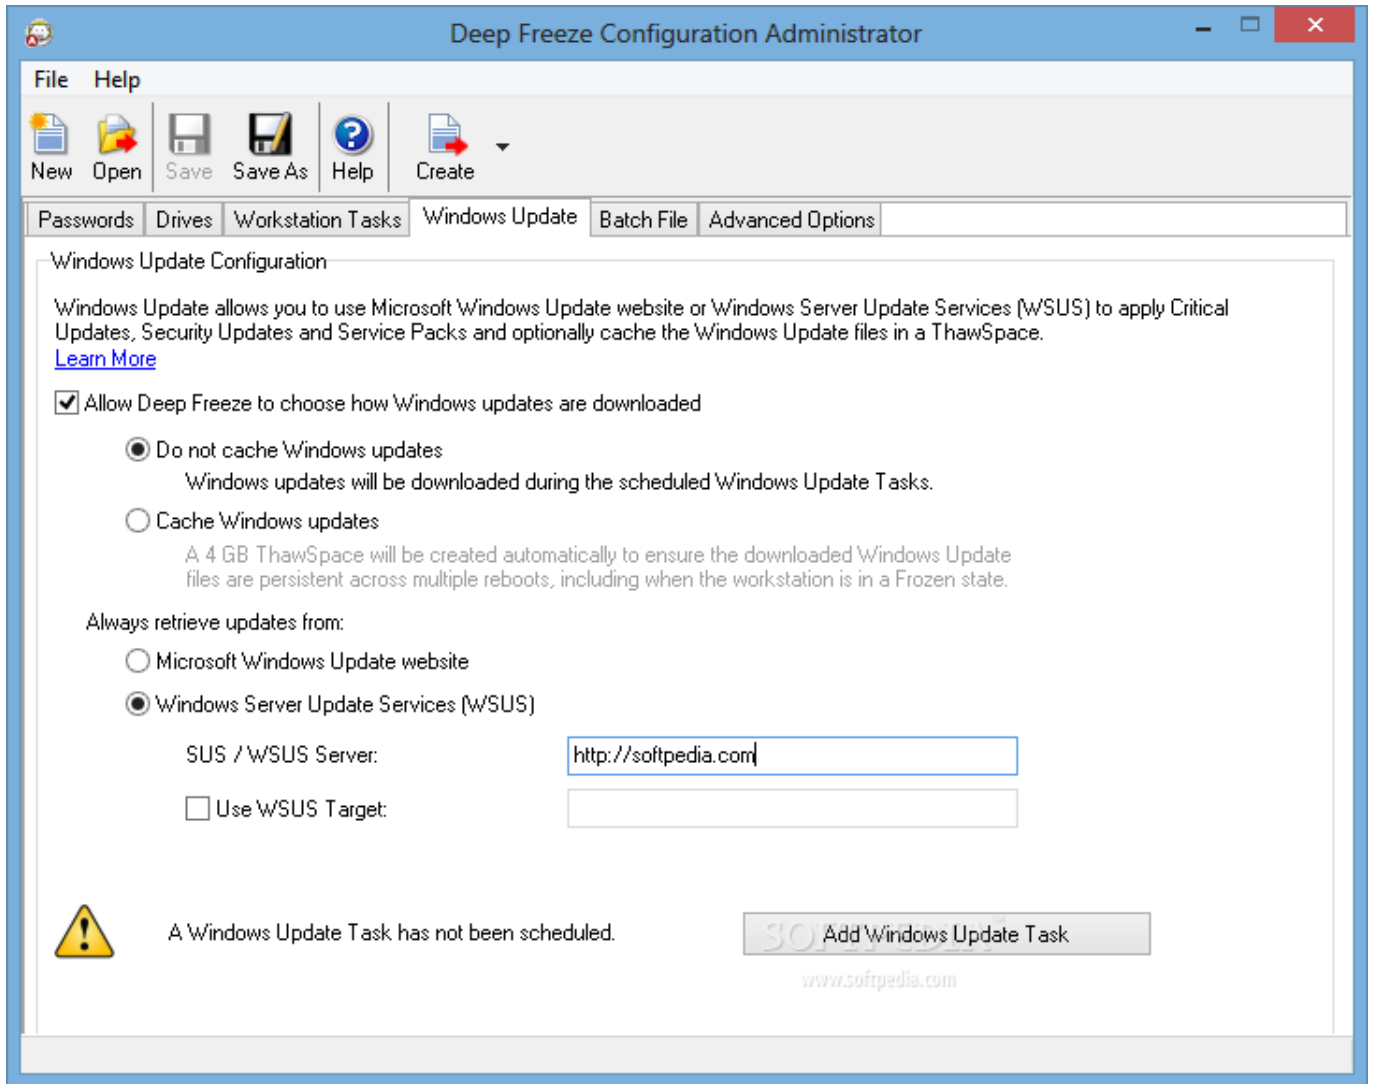 Deep Freeze Configuration Administrator
File Help
New Open Save Save As Help Create
Passwords Drives Workstation Tasks Windows Update Batch File Advanced Options
Windows Update Configuration
Windows Update allows you to use Microsoft Windows Update website or Windows Server Update Services (WSUS) to apply Critical
Updates, Security Updates and Service Packs and optionally cache the Windows Update files in a ThawSpace.
Learn More
Allow Deep Freeze to choose how Windows updates are downloaded
Do not cache Windows updates
Windows updates will be downloaded during the scheduled Windows Update Tasks.
Cache Windows updates
A 4 GB ThawSpace will be created automatically to ensure the downloaded Windows Update
files are persistent across multiple reboots, including when the workstation is in a Frozen state.
Always retrieve updates from:
Microsoft Windows Update website
Windows Server Update Services (WSUS)
SUS / WSUS Server: http://softpedia.com
Use WSUS Target:
A Windows Update Task has not been scheduled. Add Windows Update Task
SOFTPEDIA
www.softpedia.com